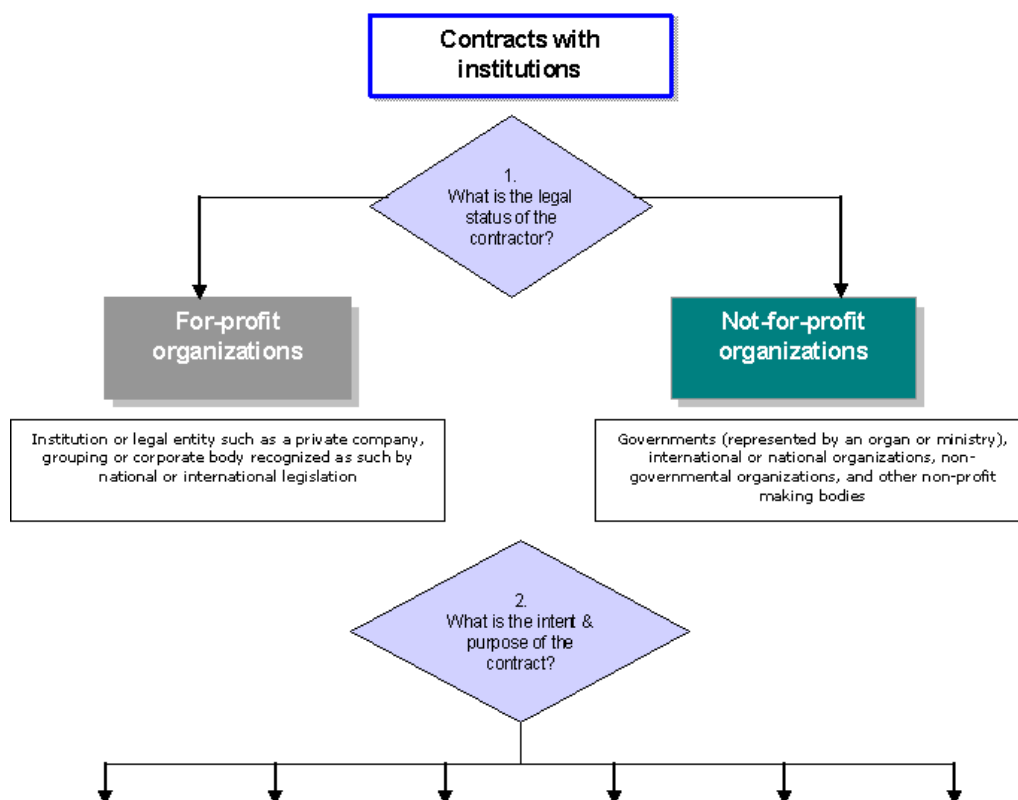 Contracts with
institutions
1.
What is the legal
status of the
contractor?
For-profit
organizations
Not-for-profit
organizations
Institution or legal entity such as a private company,
grouping or corporate body recognized as such by
national or international legislation
Governments (represented by an organ or ministry),
international or national organizations, non-
governmental organizations, and other non-profit
making bodies
2.
What is the intent &
purpose of the
contract?